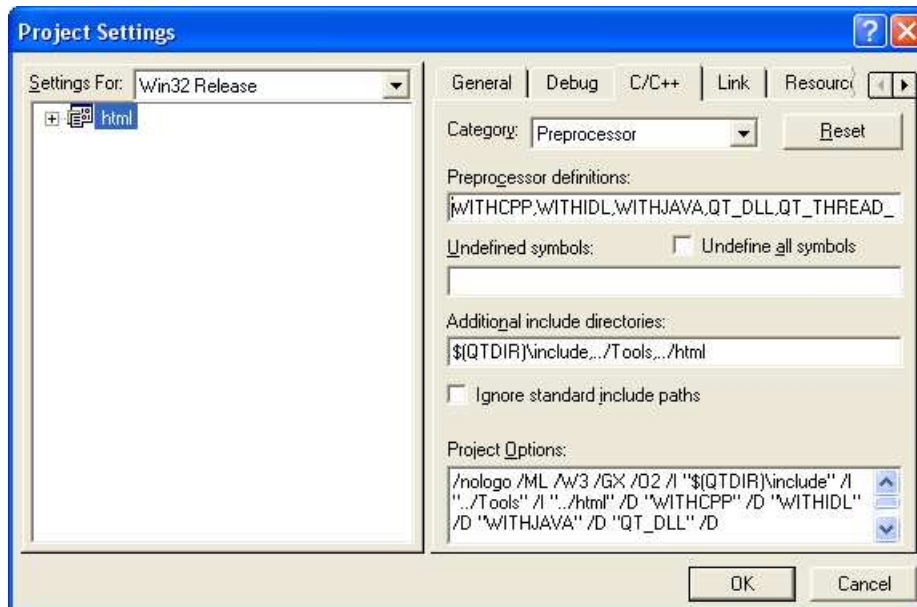 Project Settings
Settings For: Win32 Release
html
General Debug C/C++ Link Resourc
Category: Preprocessor Reset
Preprocessor definitions:
WITHCPP,WITHIDL,WITHJAVA,QT_DLL,QT_THREAD_
Undefined symbols: Undefine all symbols
Additional include directories:
$(QTDIR)\include,../Tools,../html
Ignore standard include paths
Project Options:
/nologo /ML /W3 /GX /O2 /I "$(QTDIR)\include" /I
"../Tools" /I "../html" /D "WITHCPP" /D "WITHIDL"
/D "WITHJAVA" /D "QT_DLL" /D
OK Cancel